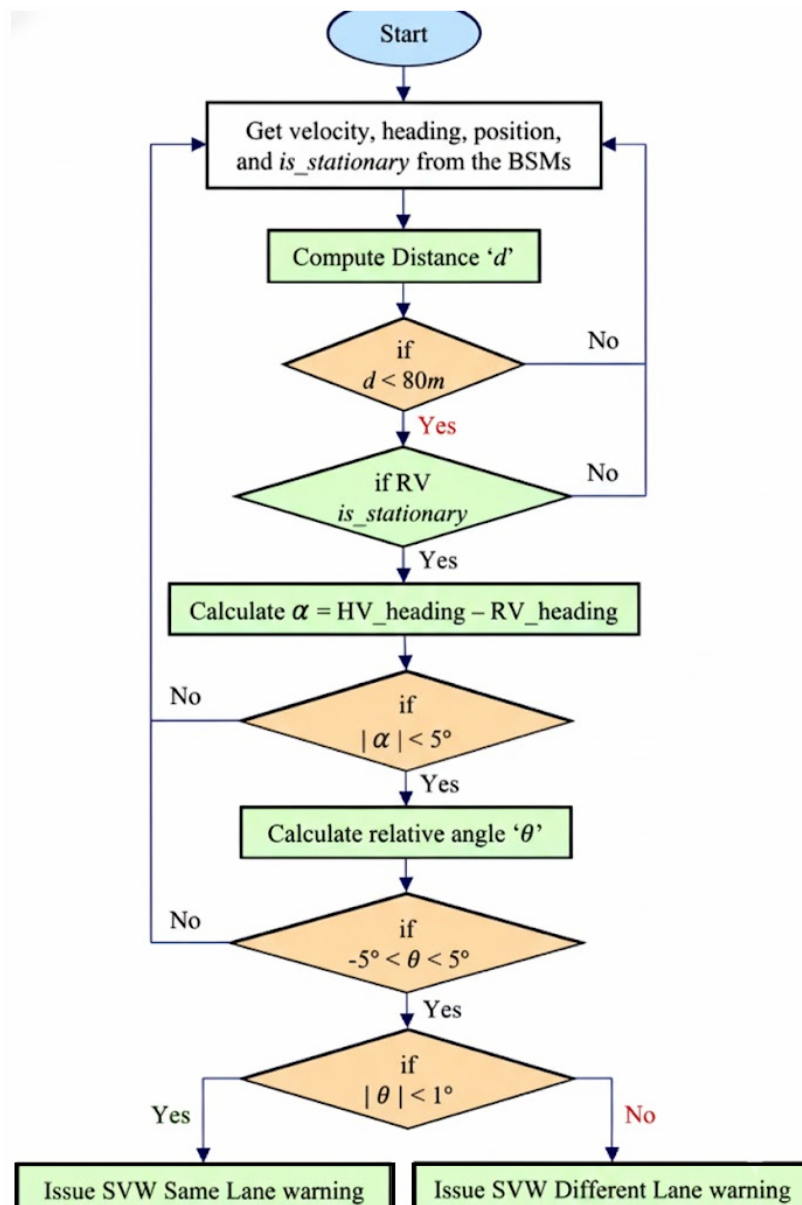 Start
Get velocity, heading, position,
and is_stationary from the BSMs
Compute Distance ‘d’
if
d < 80m
No
Yes
if RV
is_stationary
No
Yes
Calculate α = HV_heading – RV_heading
No
if
| α | < 5°
Yes
Calculate relative angle ‘θ’
No
if
-5° < θ < 5°
Yes
if
| θ | < 1°
Yes
No
Issue SVW Same Lane warning
Issue SVW Different Lane warning